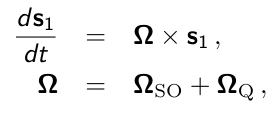 d𝘀₁/dt = 𝝮 × 𝘀₁ ,
𝝮 = 𝝮_SO + 𝝮_Q ,